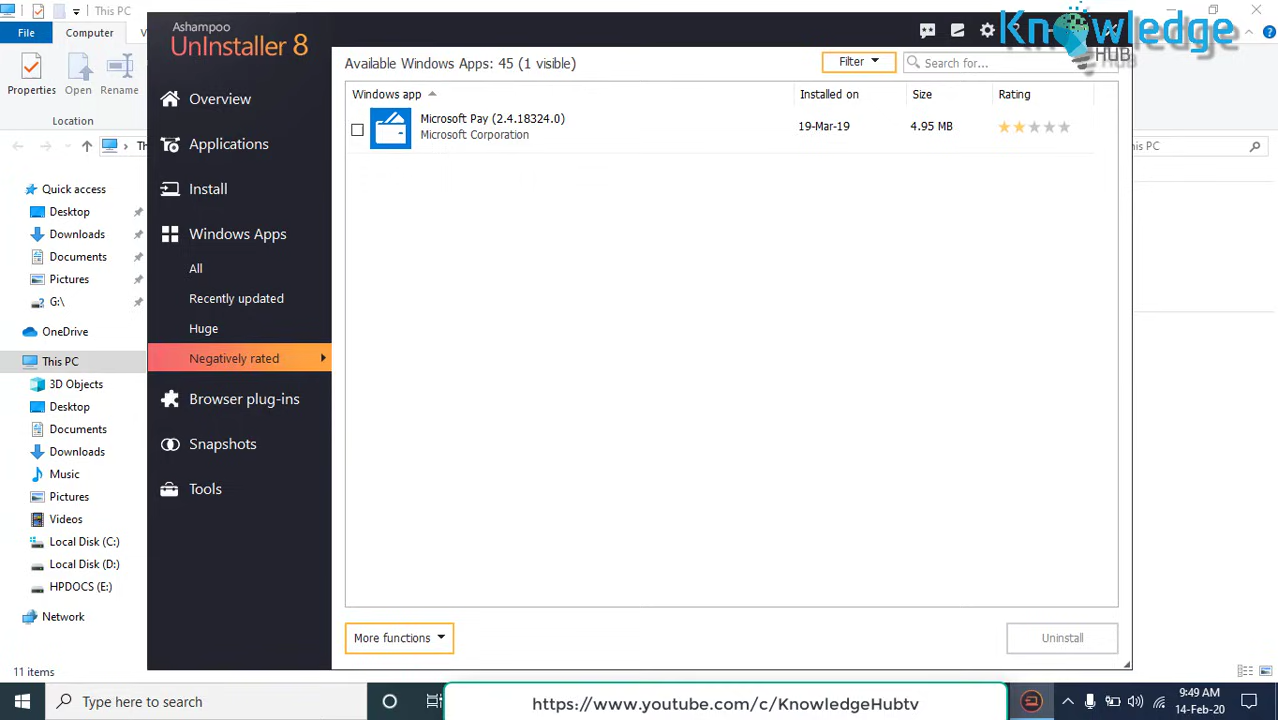 This PC
File
Computer
V
Properties
Open
Rename
Location
Th
Quick access
Desktop
Downloads
Documents
Pictures
G:\
OneDrive
This PC
3D Objects
Desktop
Documents
Downloads
Music
Pictures
Videos
Local Disk (C:)
Local Disk (D:)
HPDOCS (E:)
Network
11 items
Ashampoo
UnInstaller 8
Overview
Applications
Install
Windows Apps
All
Recently updated
Huge
Negatively rated
Browser plug-ins
Snapshots
Tools
Available Windows Apps: 45 (1 visible)
Filter
Search for...
Windows app
Installed on
Size
Rating
Microsoft Pay (2.4.18324.0)
Microsoft Corporation
19-Mar-19
4.95 MB
More functions
Uninstall
Knowledge
HUB
his PC
Type here to search
https://www.youtube.com/c/KnowledgeHubtv
9:49 AM
14-Feb-20